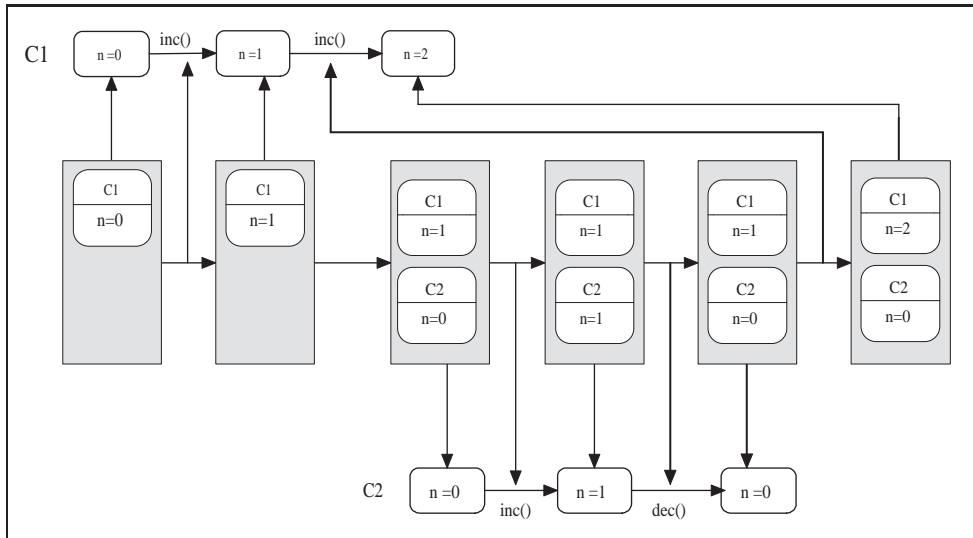 C1
n =0
inc()
n =1
inc()
n =2
C1
n=0
C1
n=1
C1
n=1
C2
n=0
C1
n=1
C2
n=1
C1
n=1
C2
n=0
C1
n=2
C2
n=0
C2
n =0
inc()
n =1
dec()
n =0